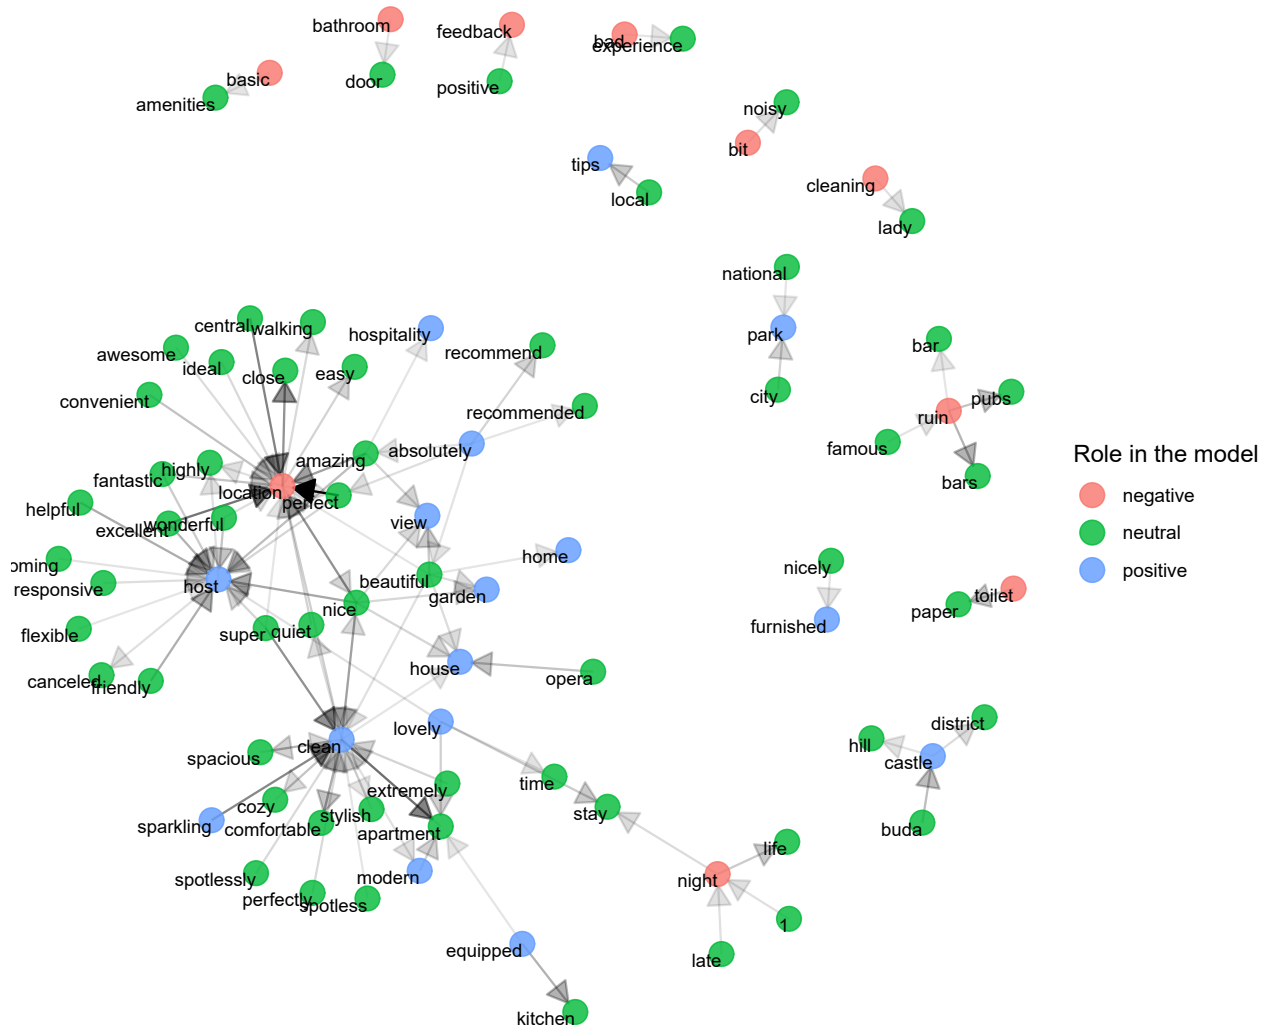 bathroom
feedback
bad
experience
basic
door
positive
amenities
noisy
bit
tips
cleaning
local
lady
national
park
city
central
walking
hospitality
bar
awesome
ideal
close
easy
recommend
convenient
recommended
pubs
ruin
famous
absolutely
amazing
highly
fantastic
location
perfect
bars
helpful
excellent
wonderful
view
home
oming
host
beautiful
responsive
nice
garden
nicely
toilet
paper
flexible
super
quiet
furnished
house
opera
canceled
friendly
lovely
district
clean
hill
castle
spacious
extremely
time
cozy
stylish
stay
sparkling
comfortable
apartment
buda
life
spotlessly
modern
night
perfectly
spotless
1
equipped
late
kitchen
Role in the model
negative
neutral
positive